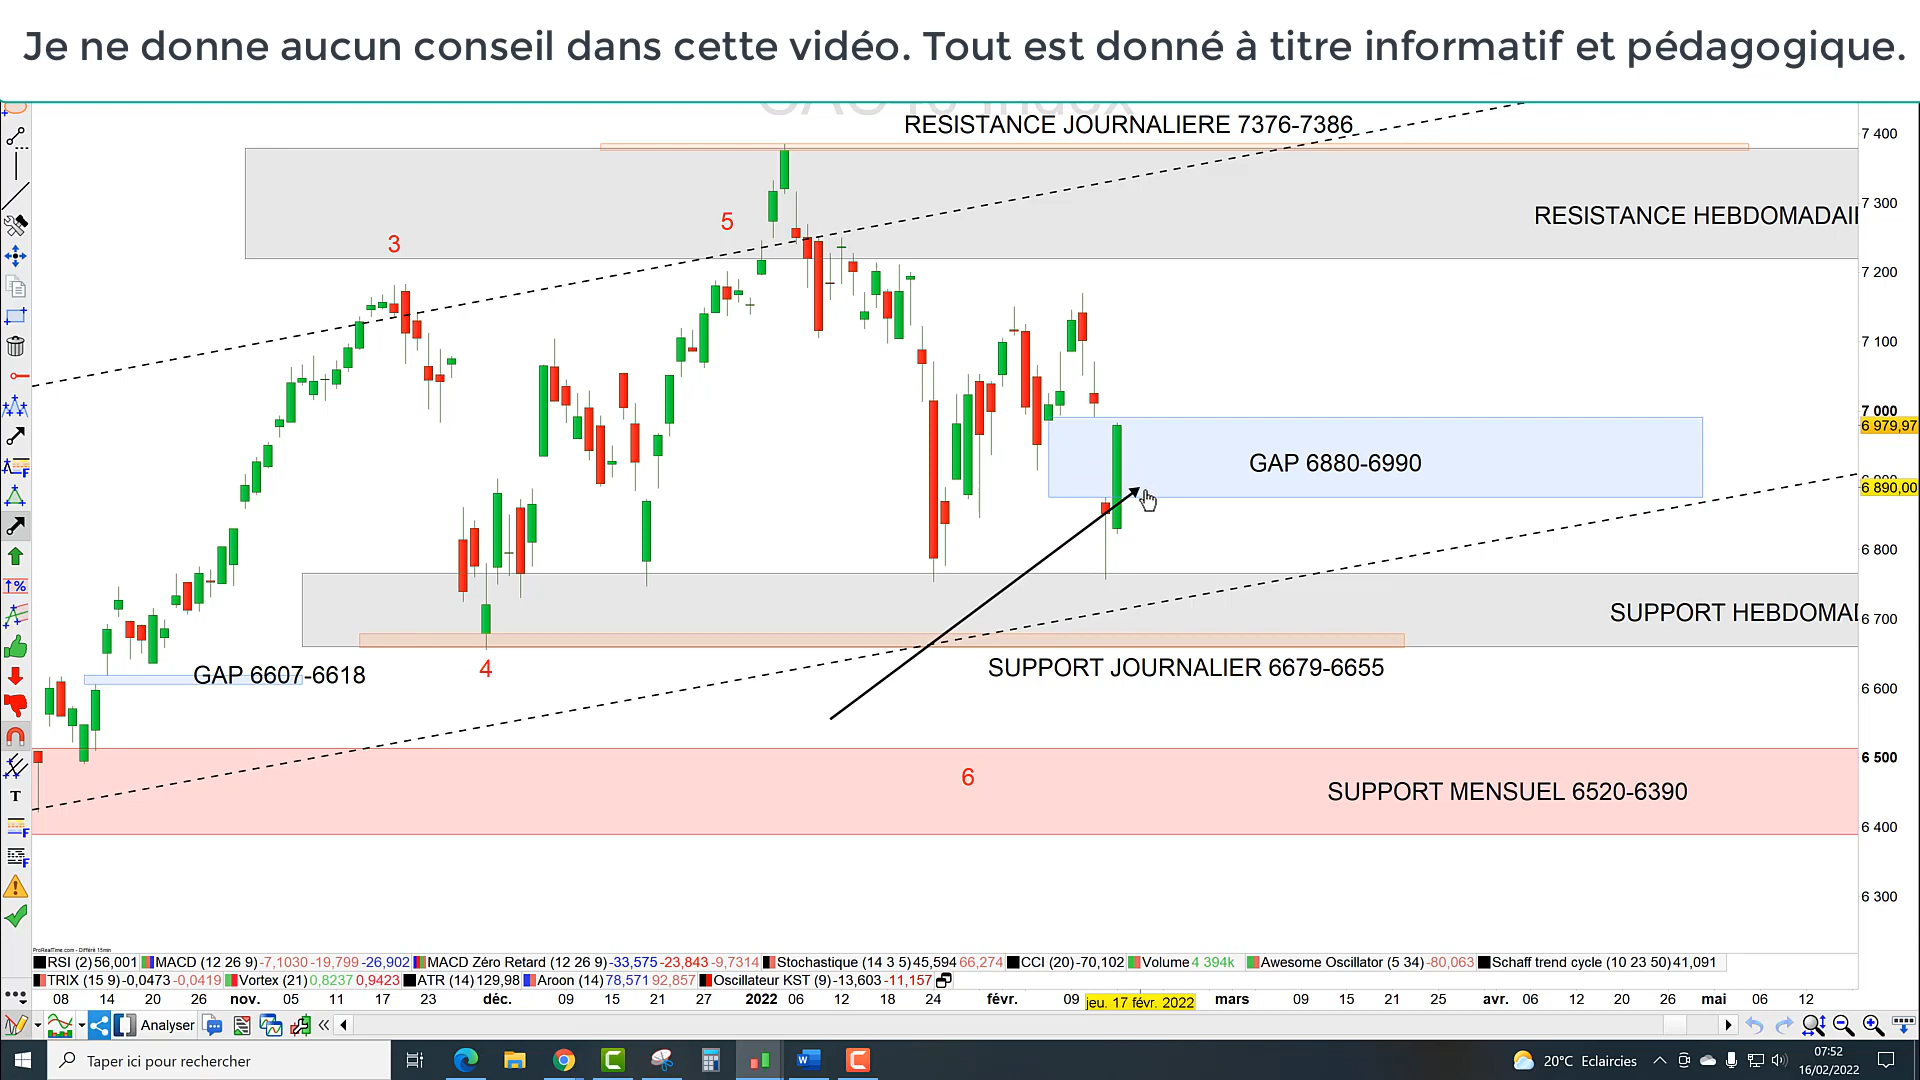 Je ne donne aucun conseil dans cette vidéo. Tout est donné à titre informatif et pédagogique.
RESISTANCE JOURNALIERE 7376-7386
7 400
7 300
RESISTANCE HEBDOMADAI
5
3
7 200
7 100
7 000
6 979,97
GAP 6880-6990
6 890,00
6 800
SUPPORT HEBDOMAD
6 700
GAP 6607-6618
4
SUPPORT JOURNALIER 6679-6655
6 600
6 500
6
SUPPORT MENSUEL 6520-6390
6 400
6 300
ProRealTime.com - Différé 15min
RSI (2) 56,001 MACD (12 26 9) -7,1030 -19,799 -26,902 MACD Zéro Retard (12 26 9) -33,575 -23,843 -9,7314 Stochastique (14 3 5) 45,594 66,274 CCI (20) -70,102 Volume 4 394k Awesome Oscillator (5 34) -80,063 Schaff trend cycle (10 23 50) 41,091
TRIX (15 9) -0,0473 -0,0419 Vortex (21) 0,8237 0,9423 ATR (14) 129,98 Aroon (14) 78,571 92,857 Oscillateur KST (9) -13,603 -11,157
08 14 20 26 nov. 05 11 17 23 déc. 09 15 21 27 2022 06 12 18 24 févr. 09 jeu. 17 févr. 2022 mars 09 15 21 25 avr. 06 12 20 26 mai 06 12
Analyser
Taper ici pour rechercher
20°C Eclaircies
07:52
16/02/2022